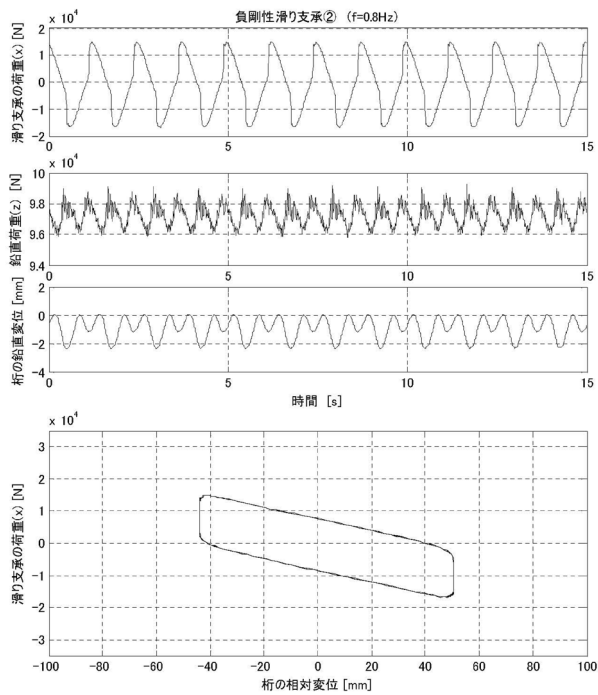 負剛性滑り支承② (f=0.8Hz)
x 10^4
滑り支承の荷重(x) [N]
2
1
0
-1
-2
0 5 10 15
x 10^4
鉛直荷重(z) [N]
10
9.8
9.6
9.4
0 5 10 15
桁の鉛直変位 [mm]
2
0
-2
-4
0 5 10 15
時間 [s]
x 10^4
滑り支承の荷重(x) [N]
3
2
1
0
-1
-2
-3
-100 -80 -60 -40 -20 0 20 40 60 80 100
桁の相対変位 [mm]